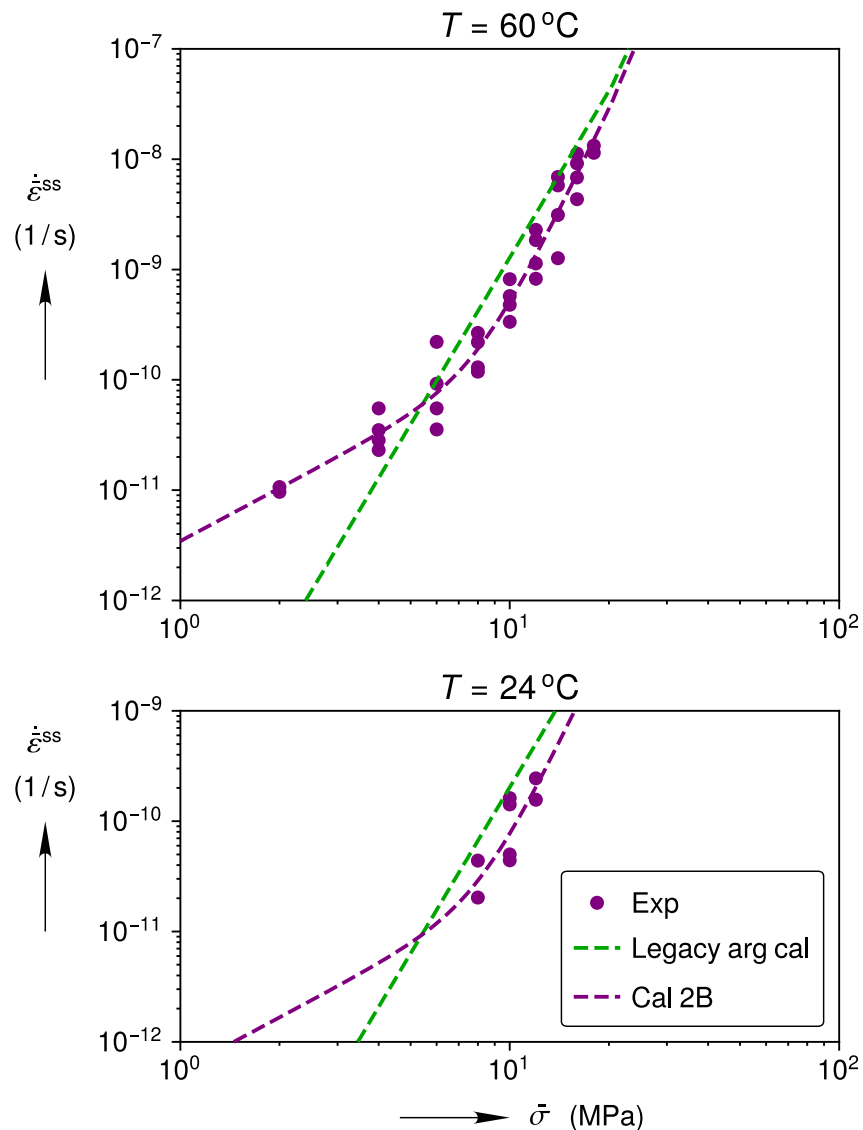 T = 60 °C
10⁻⁷
10⁻⁸
10⁻⁹
10⁻¹⁰
10⁻¹¹
10⁻¹²
ε̇̄ˢˢ
(1/s)
10⁰
10¹
10²
T = 24 °C
10⁻⁹
10⁻¹⁰
10⁻¹¹
10⁻¹²
ε̇̄ˢˢ
(1/s)
Exp
Legacy arg cal
Cal 2B
10⁰
10¹
10²
σ̄ (MPa)